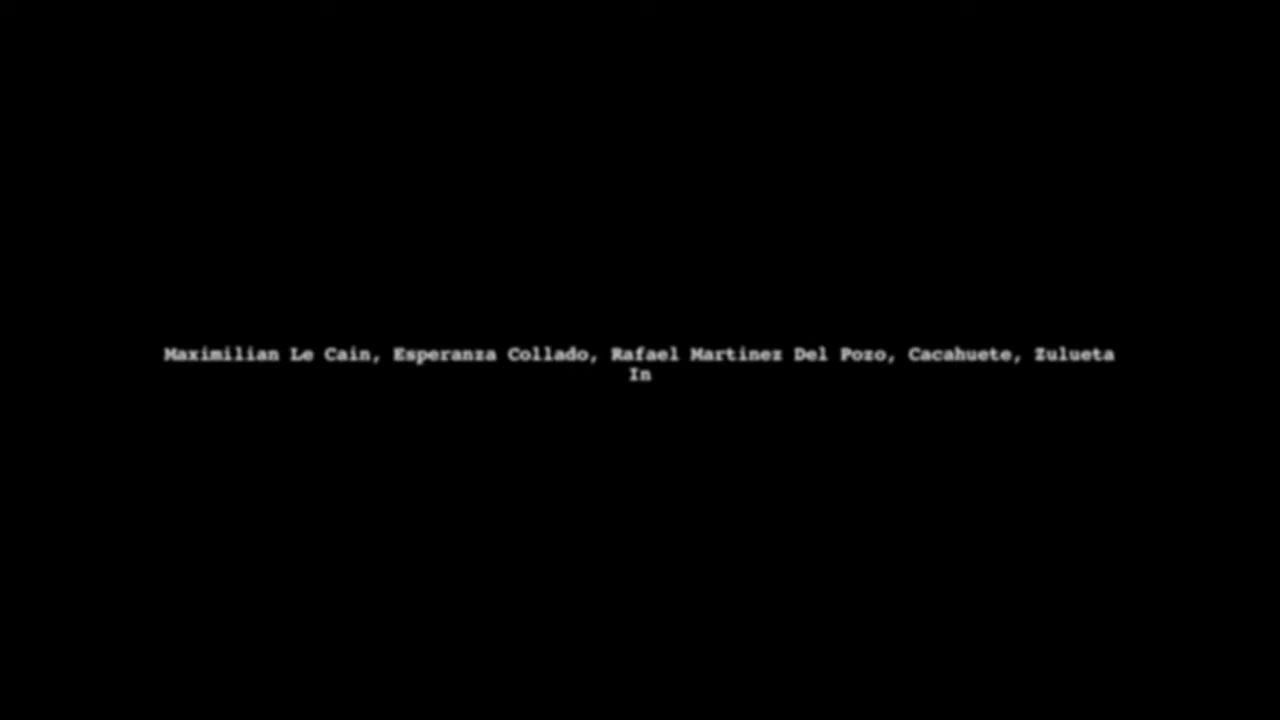 Maximilian Le Cain, Esperanza Collado, Rafael Martinez Del Pozo, Cacahuete, Zulueta
In